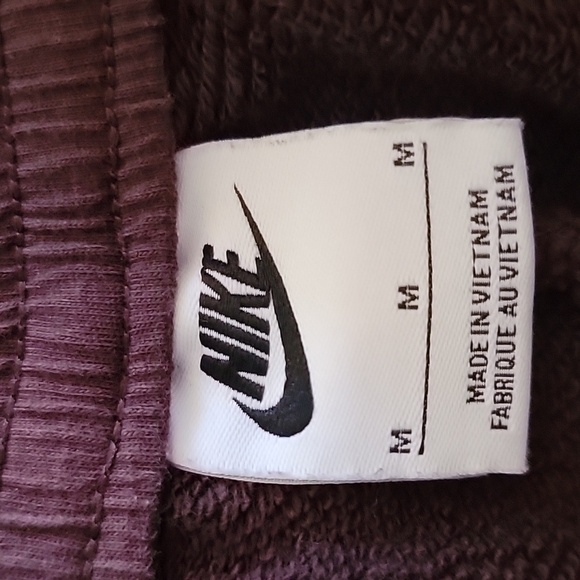 NIKE
M M M
MADE IN VIETNAM
FABRIQUE AU VIETNAM